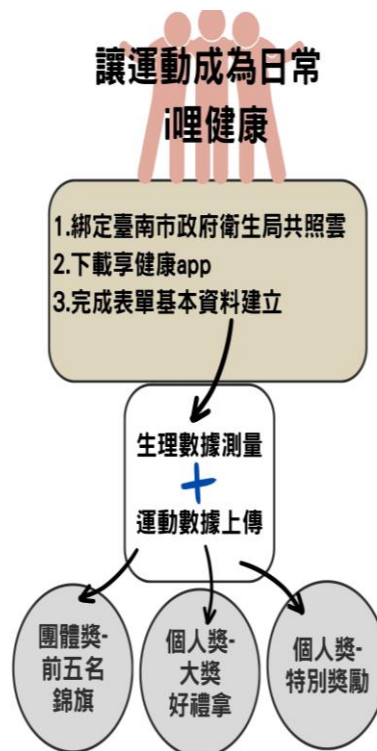 讓運動成為日常
i哩健康
1.綁定臺南市政府衛生局共照雲
2.下載享健康app
3.完成表單基本資料建立
生理數據測量
+
運動數據上傳
團體獎-
前五名
錦旗
個人獎-
大獎
好禮拿
個人獎-
特別獎勵